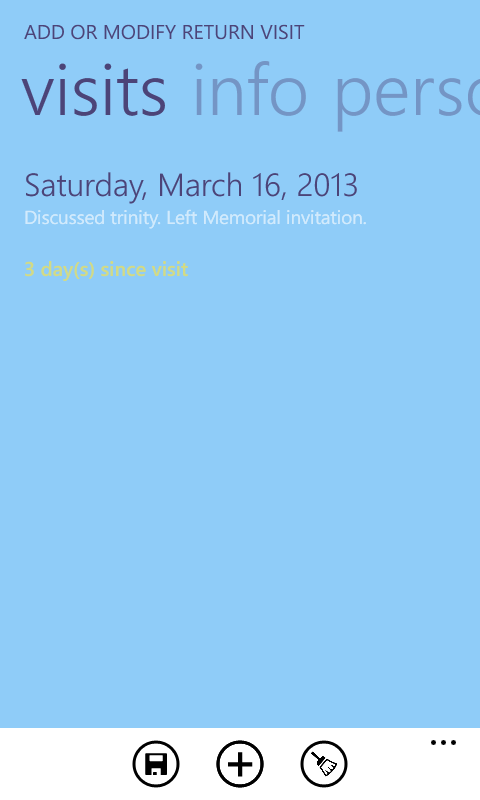 ADD OR MODIFY RETURN VISIT
visits info perso
Saturday, March 16, 2013
Discussed trinity. Left Memorial invitation.
3 day(s) since visit